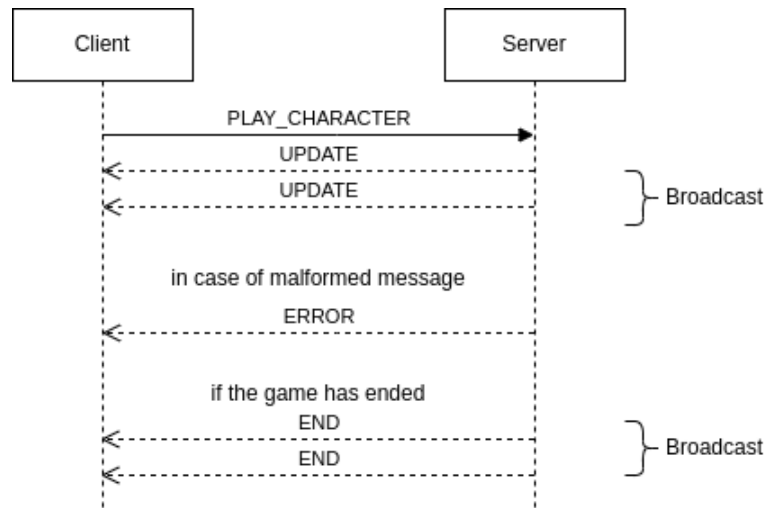 Client
Server
PLAY_CHARACTER
UPDATE
UPDATE
Broadcast
in case of malformed message
ERROR
if the game has ended
END
Broadcast
END